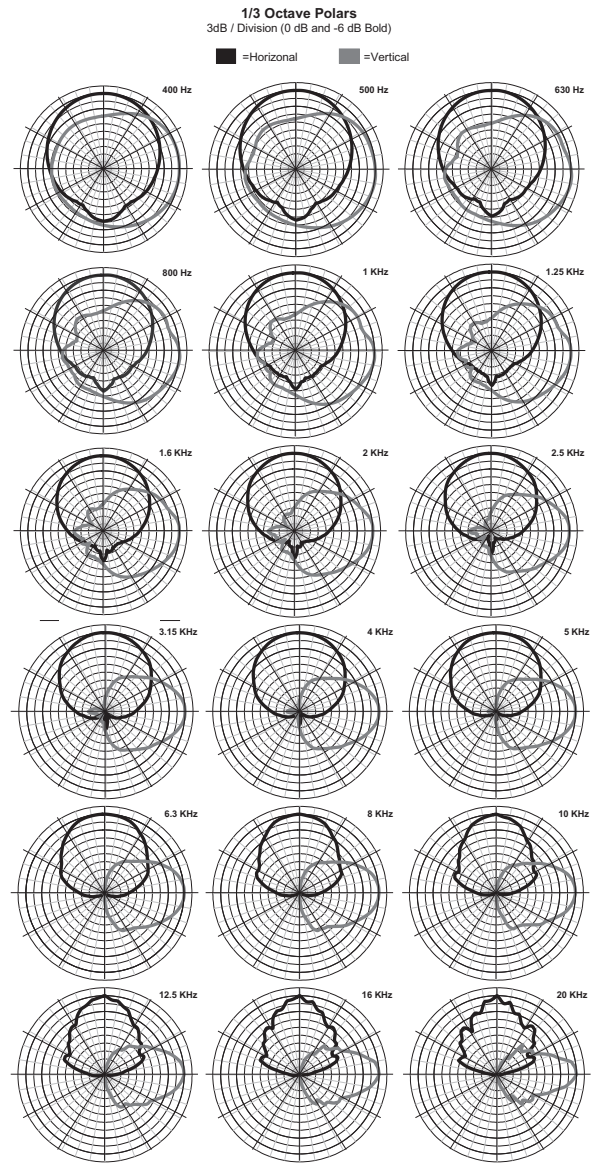 1/3 Octave Polars
3dB / Division (0 dB and -6 dB Bold)
=Horizonal =Vertical
400 Hz 500 Hz 630 Hz
800 Hz 1 KHz 1.25 KHz
1.6 KHz 2 KHz 2.5 KHz
3.15 KHz 4 KHz 5 KHz
6.3 KHz 8 KHz 10 KHz
12.5 KHz 16 KHz 20 KHz